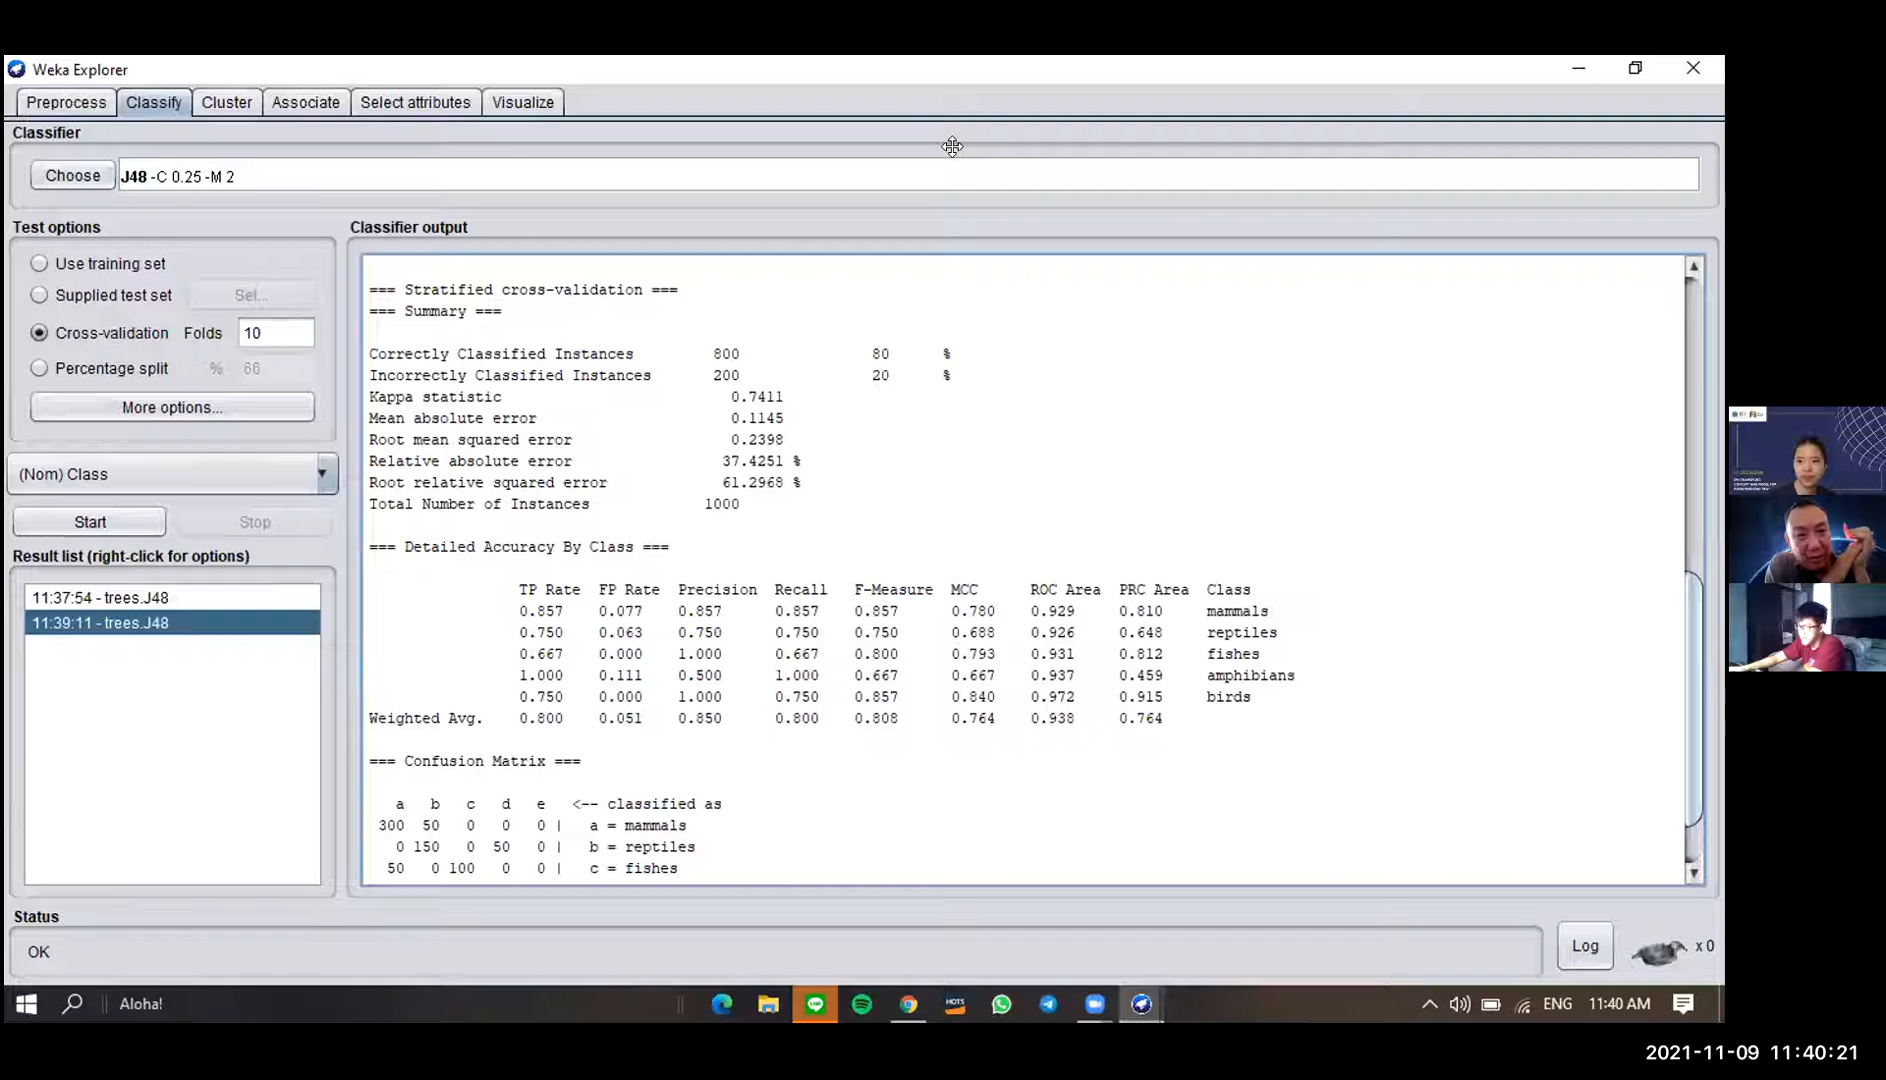 Weka Explorer
Preprocess Classify Cluster Associate Select attributes Visualize
Classifier
Choose J48 -C 0.25 -M 2
Test options
Use training set
Supplied test set Set...
Cross-validation Folds 10
Percentage split % 66
More options...
(Nom) Class
Start Stop
Result list (right-click for options)
11:37:54 - trees.J48
11:39:11 - trees.J48
Classifier output
=== Stratified cross-validation ===
=== Summary ===
Correctly Classified Instances 800 80 %
Incorrectly Classified Instances 200 20 %
Kappa statistic 0.7411
Mean absolute error 0.1145
Root mean squared error 0.2398
Relative absolute error 37.4251 %
Root relative squared error 61.2968 %
Total Number of Instances 1000
=== Detailed Accuracy By Class ===
TP Rate FP Rate Precision Recall F-Measure MCC ROC Area PRC Area Class
0.857 0.077 0.857 0.857 0.857 0.780 0.929 0.810 mammals
0.750 0.063 0.750 0.750 0.750 0.688 0.926 0.648 reptiles
0.667 0.000 1.000 0.667 0.800 0.793 0.931 0.812 fishes
1.000 0.111 0.500 1.000 0.667 0.667 0.937 0.459 amphibians
0.750 0.000 1.000 0.750 0.857 0.840 0.972 0.915 birds
Weighted Avg. 0.800 0.051 0.850 0.800 0.808 0.764 0.938 0.764
=== Confusion Matrix ===
a b c d e <-- classified as
300 50 0 0 0 | a = mammals
0 150 0 50 0 | b = reptiles
50 0 100 0 0 | c = fishes
Status
OK
Log x 0
Aloha!
HOTS
ENG 11:40 AM
2021-11-09 11:40:21